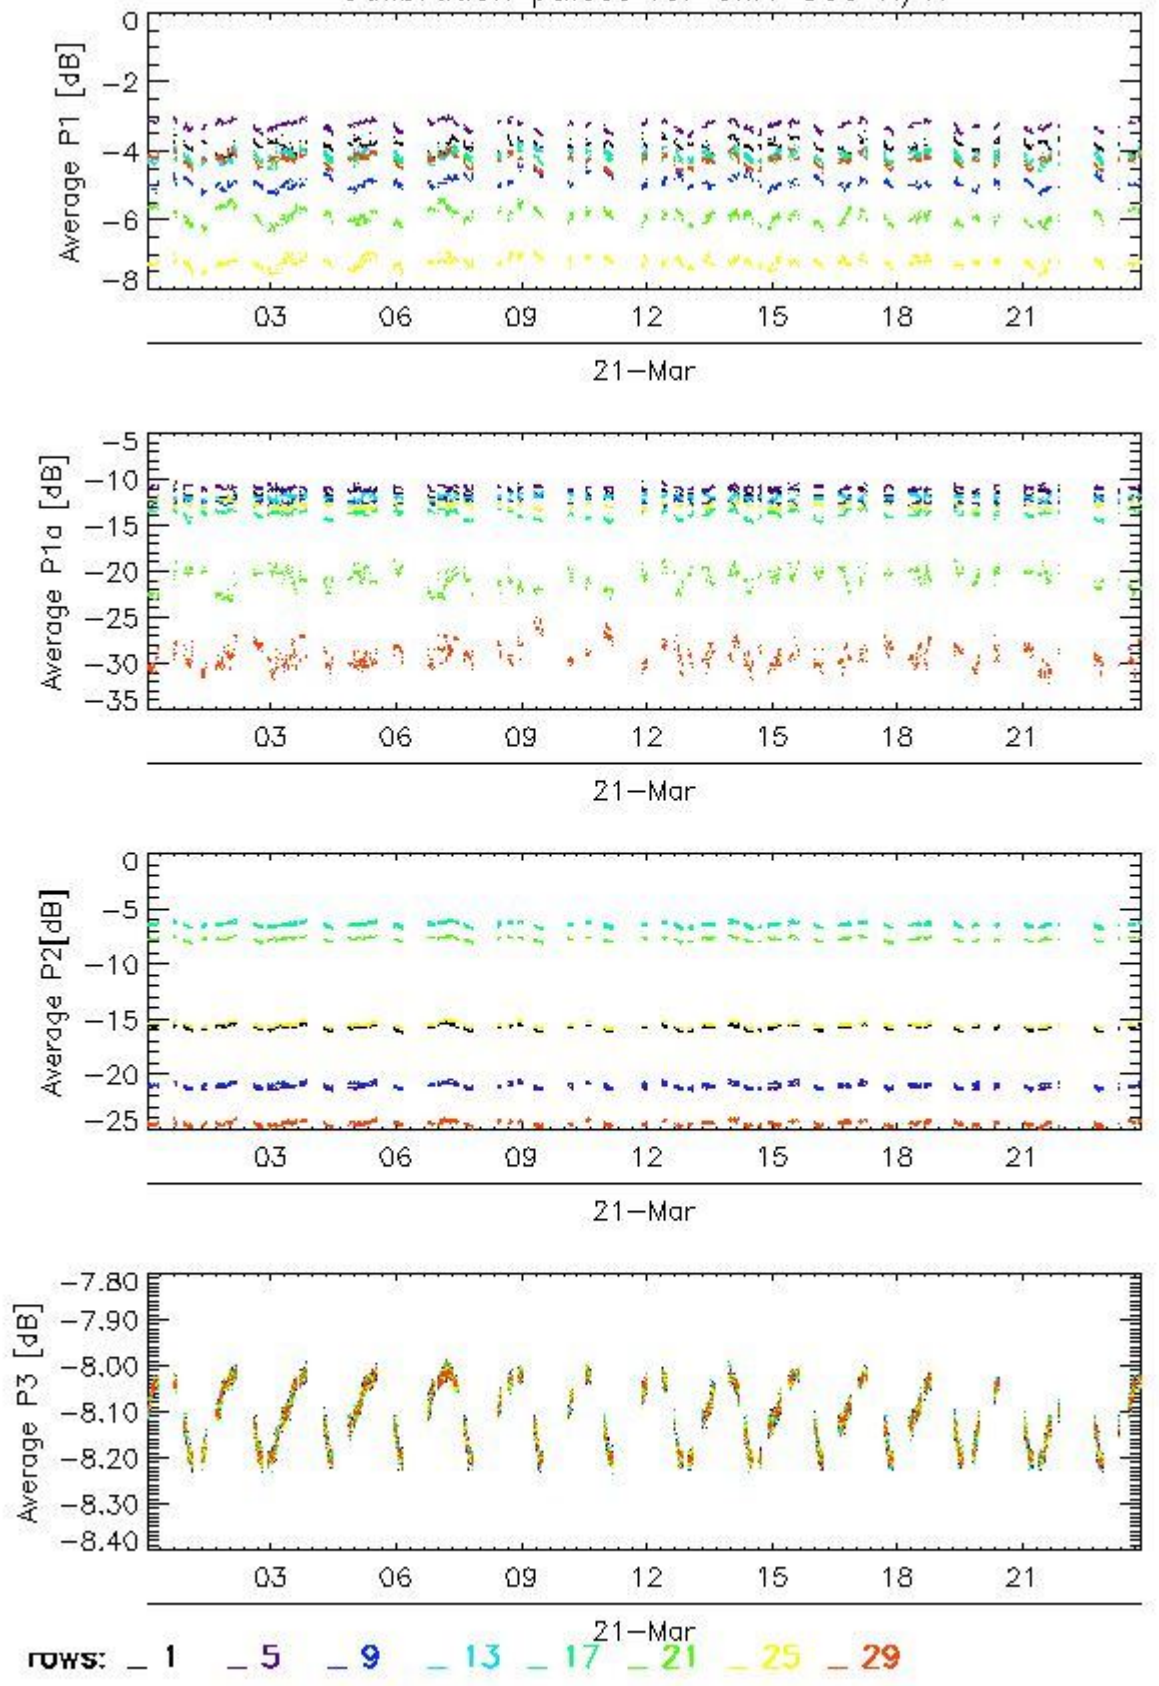 0
-2
-4
-6
-8
Average P1 [dB]
03 06 09 12 15 18 21
21-Mar
-5
-10
-15
-20
-25
-30
-35
Average P1a [dB]
03 06 09 12 15 18 21
21-Mar
0
-5
-10
-15
-20
-25
Average P2[dB]
03 06 09 12 15 18 21
21-Mar
-7.80
-7.90
-8.00
-8.10
-8.20
-8.30
-8.40
Average P3 [dB]
03 06 09 12 15 18 21
21-Mar
rows: _ 1 _ 5 _ 9 _ 13 _ 17 _ 21 _ 25 _ 29